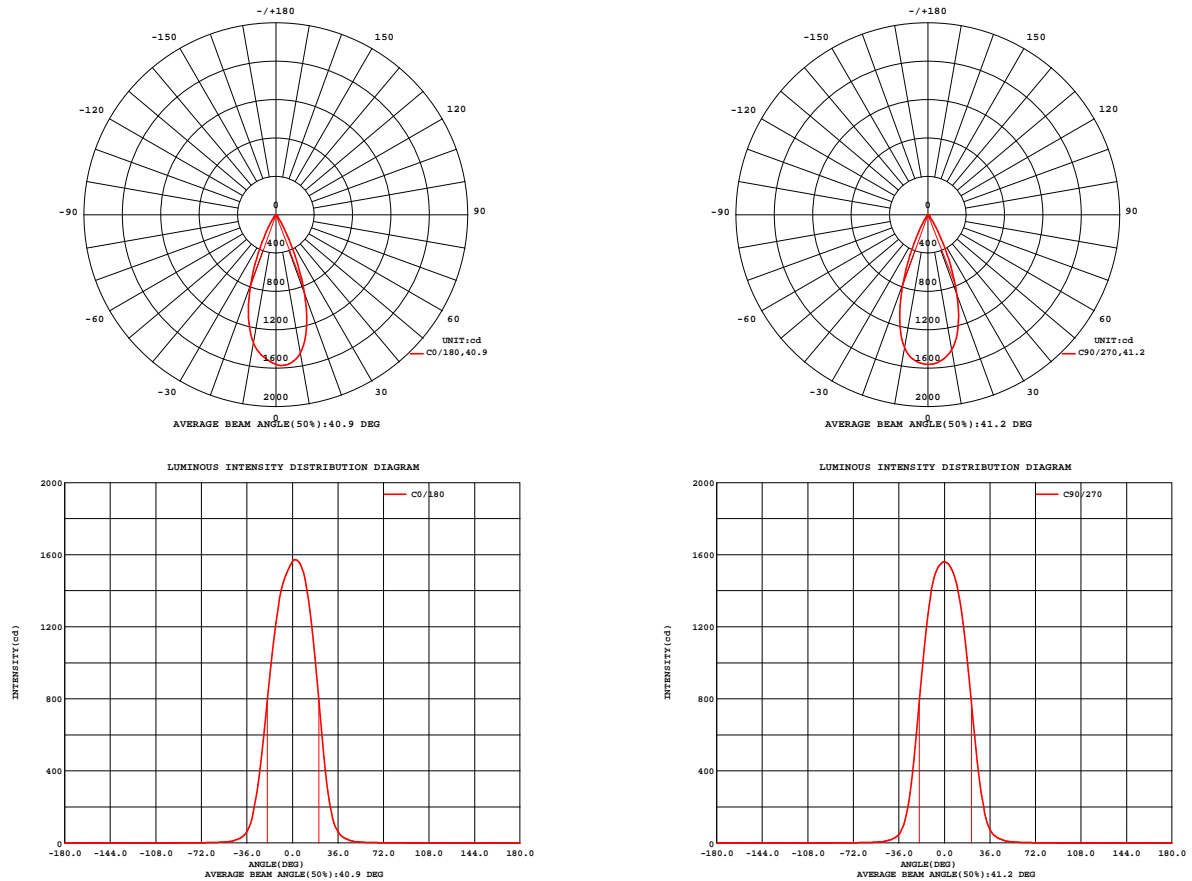 -/+180
-150 150
-120 120
-90 90
-60 60
-30 30
0
0
400
800
1200
1600
2000
UNIT:cd
C0/180,40.9
AVERAGE BEAM ANGLE(50%):40.9 DEG
-/+180
-150 150
-120 120
-90 90
-60 60
-30 30
0
0
400
800
1200
1600
2000
UNIT:cd
C90/270,41.2
AVERAGE BEAM ANGLE(50%):41.2 DEG
LUMINOUS INTENSITY DISTRIBUTION DIAGRAM
C0/180
INTENSITY(cd)
2000
1600
1200
800
400
0
-180.0 -144.0 -108.0 -72.0 -36.0 0.0 36.0 72.0 108.0 144.0 180.0
ANGLE(DEG)
AVERAGE BEAM ANGLE(50%):40.9 DEG
LUMINOUS INTENSITY DISTRIBUTION DIAGRAM
C90/270
INTENSITY(cd)
2000
1600
1200
800
400
0
-180.0 -144.0 -108.0 -72.0 -36.0 0.0 36.0 72.0 108.0 144.0 180.0
ANGLE(DEG)
AVERAGE BEAM ANGLE(50%):41.2 DEG